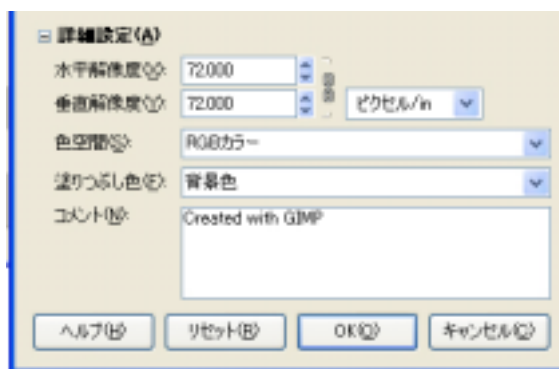 詳細設定(A)
水平解像度(X): 72.000
垂直解像度(Y): 72.000 ピクセル/in
色空間(S): RGBカラー
塗りつぶし色(F): 背景色
コメント(N): Created with GIMP
ヘルプ(H) リセット(R) OK(O) キャンセル(C)